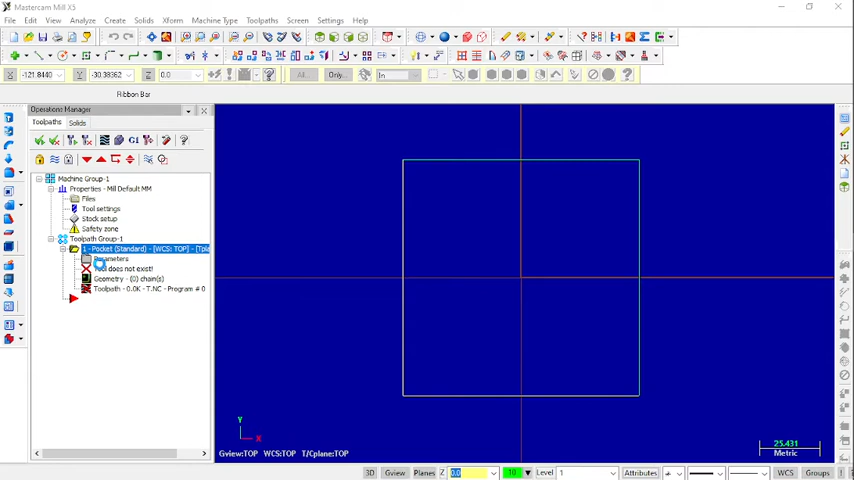 Mastercam Mill X5
File Edit View Analyze Create Solids Xform Machine Type Toolpaths Screen Settings Help
X -121.8440 Y -30.38362 Z 0.0 All... Only... In
Ribbon Bar
Operations Manager
Toolpaths Solids
G1
Machine Group-1
Properties - Mill Default MM
Files
Tool settings
Stock setup
Safety zone
Toolpath Group-1
1 - Pocket (Standard) - [WCS: TOP] - [Tpla
Parameters
Tool does not exist!
Geometry - (0) chain(s)
Toolpath - 0.0K - T.NC - Program # 0
Y
X
25.431
Metric
Gview:TOP WCS:TOP T/Cplane:TOP
3D Gview Planes Z 0.0 10 Level 1 Attributes WCS Groups